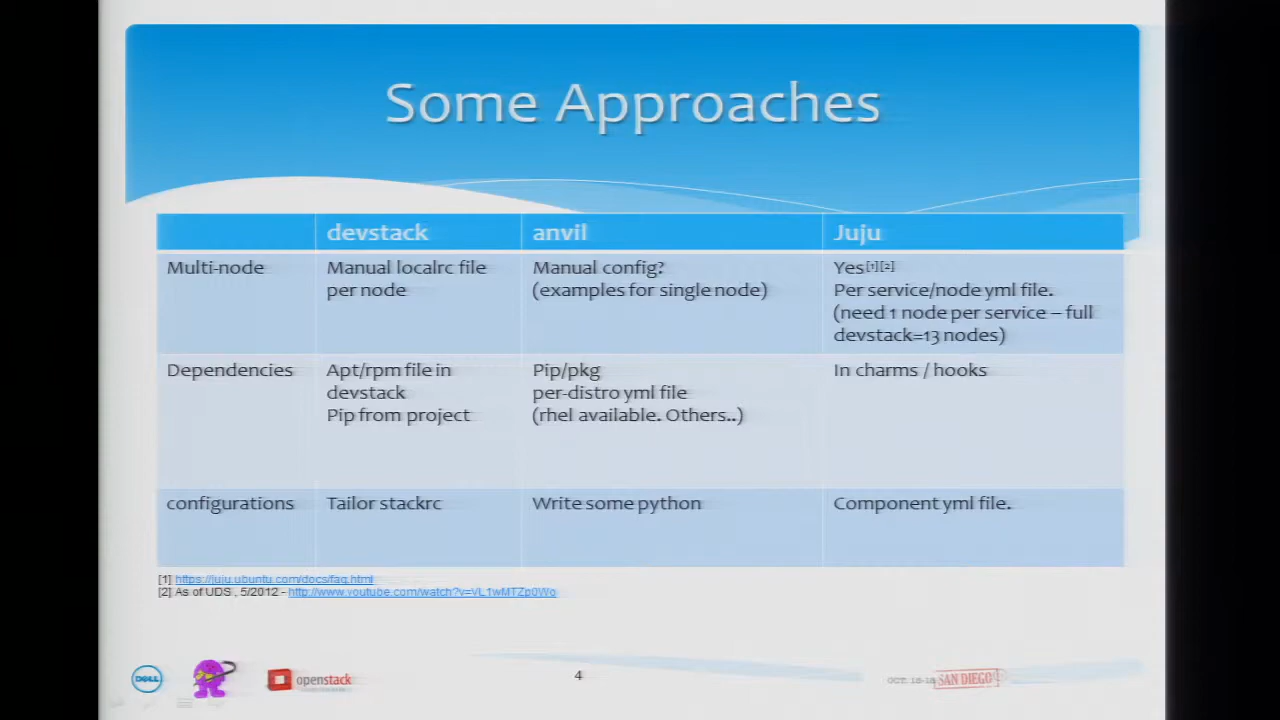 Some Approaches
devstack
anvil
Juju
Multi-node
Manual localrc file
per node
Manual config?
(examples for single node)
Yes[1][2]
Per service/node yml file.
(need 1 node per service – full
devstack=13 nodes)
Dependencies
Apt/rpm file in
devstack
Pip from project
Pip/pkg
per-distro yml file
(rhel available. Others..)
In charms / hooks
configurations
Tailor stackrc
Write some python
Component yml file.
[1] https://juju.ubuntu.com/docs/faq.html
[2] As of UDS , 5/2012 - http://www.youtube.com/watch?v=VL1wMTZp0Wo
DELL
openstack
4
SAN DIEGO